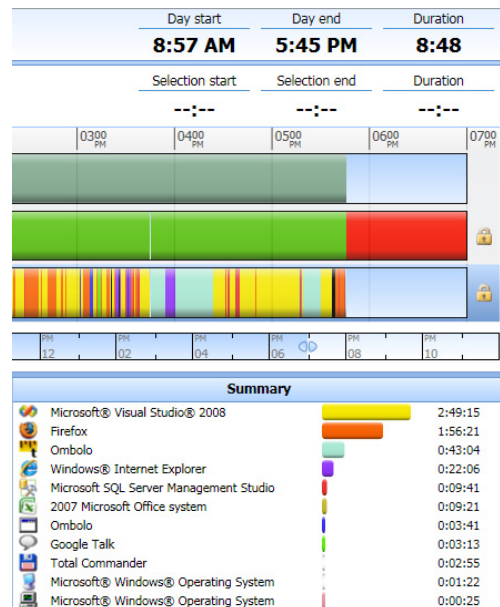 Day start Day end Duration
8:57 AM 5:45 PM 8:48
Selection start Selection end Duration
--:-- --:-- --:--
0300 PM 0400 PM 0500 PM 0600 PM 0700 PM
PM 12 PM 02 PM 04 PM 06 PM 08 PM 10
Summary
Microsoft® Visual Studio® 2008 2:49:15
Firefox 1:56:21
Ombolo 0:43:04
Windows® Internet Explorer 0:22:06
Microsoft SQL Server Management Studio 0:09:41
2007 Microsoft Office system 0:09:21
Ombolo 0:03:41
Google Talk 0:03:13
Total Commander 0:02:55
Microsoft® Windows® Operating System 0:01:22
Microsoft® Windows® Operating System 0:00:25